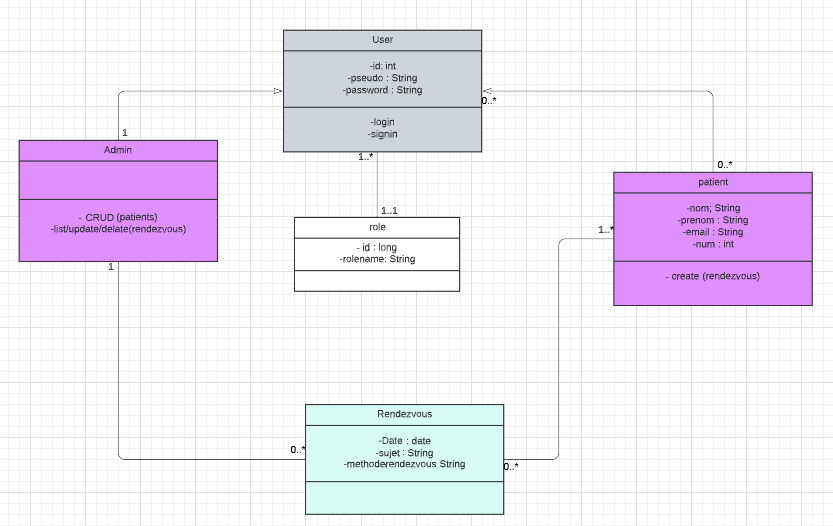 User
-id: int
-pseudo : String
-password : String
-login
-signin
0..*
1
1..*
0..*
Admin
- CRUD (patients)
-list/update/delate(rendezvous)
1
1..1
role
- id : long
-rolename: String
patient
-nom; String
-prenom : String
-email : String
-num : int
- create (rendezvous)
1..*
Rendezvous
-Date : date
-sujet : String
-methoderendezvous String
0..*
0..*